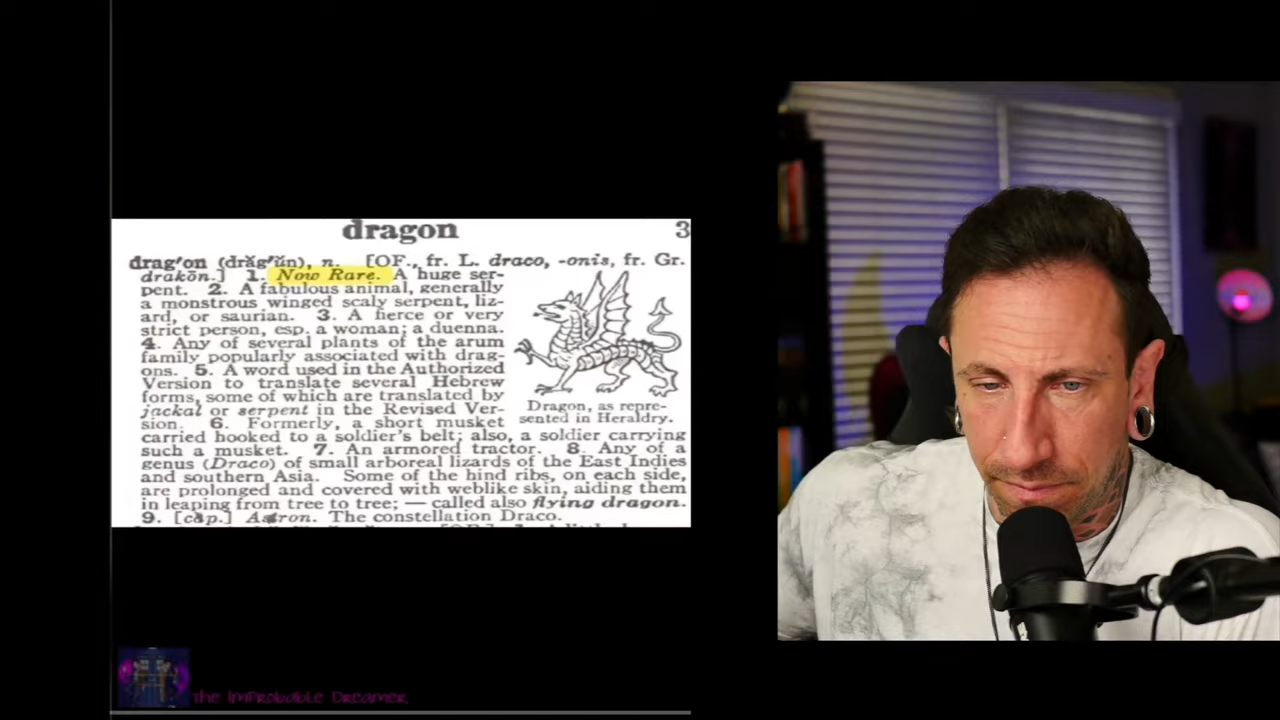 dragon 3
drag′on (drăg′ŭn), n. [OF., fr. L. draco, -onis, fr. Gr.
drakōn.] 1. Now Rare. A huge ser-
pent. 2. A fabulous animal, generally
a monstrous winged scaly serpent, liz-
ard, or saurian. 3. A fierce or very
strict person, esp. a woman; a duenna.
4. Any of several plants of the arum
family popularly associated with drag-
ons. 5. A word used in the Authorized
Version to translate several Hebrew
forms, some of which are translated by
jackal or serpent in the Revised Ver-
sion. 6. Formerly, a short musket
carried hooked to a soldier's belt; also, a soldier carrying
such a musket. 7. An armored tractor. 8. Any of a
genus (Draco) of small arboreal lizards of the East Indies
and southern Asia. Some of the hind ribs, on each side,
are prolonged and covered with weblike skin, aiding them
in leaping from tree to tree; — called also flying dragon.
9. [cap.] Astron. The constellation Draco.
Dragon, as repre-
sented in Heraldry.
The Improbable Dreamer